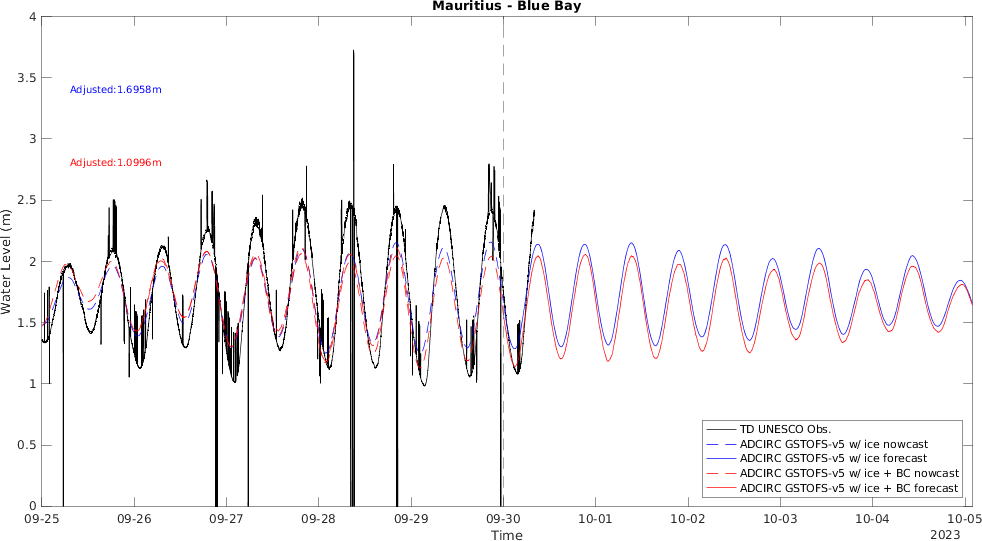 Mauritius - Blue Bay
Water Level (m)
4
3.5
3
2.5
2
1.5
1
0.5
0
Adjusted:1.6958m
Adjusted:1.0996m
TD UNESCO Obs.
ADCIRC GSTOFS-v5 w/ ice nowcast
ADCIRC GSTOFS-v5 w/ ice forecast
ADCIRC GSTOFS-v5 w/ ice + BC nowcast
ADCIRC GSTOFS-v5 w/ ice + BC forecast
09-25 09-26 09-27 09-28 09-29 09-30 10-01 10-02 10-03 10-04 10-05
Time
2023